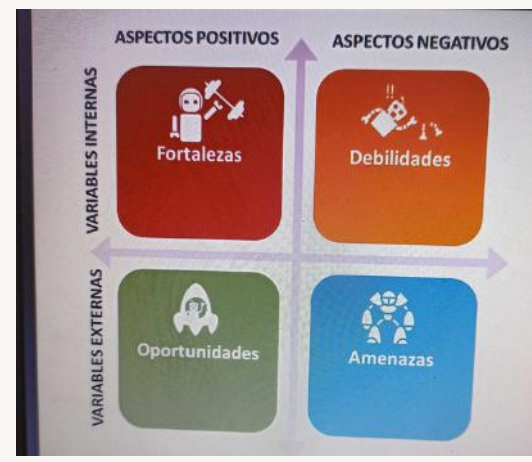 ASPECTOS POSITIVOS
ASPECTOS NEGATIVOS
VARIABLES INTERNAS
Fortalezas
!!
Debilidades
VARIABLES EXTERNAS
Oportunidades
Amenazas